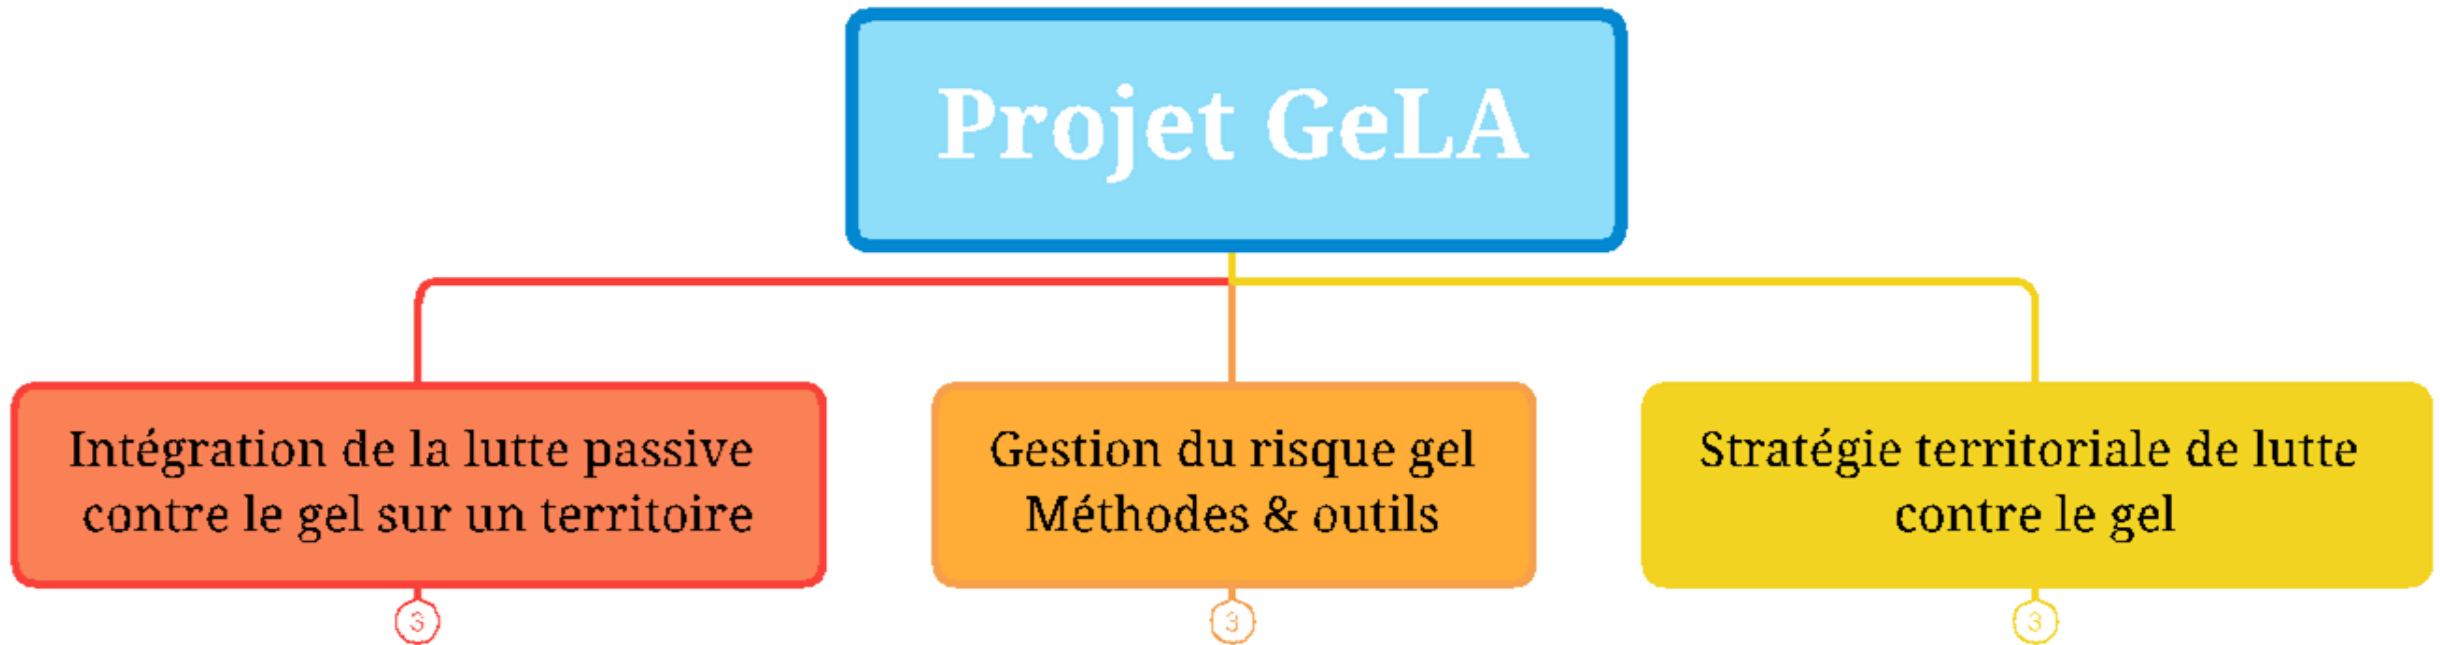 Projet GeLA
Intégration de la lutte passive
contre le gel sur un territoire
Gestion du risque gel
Méthodes & outils
Stratégie territoriale de lutte
contre le gel
3
3
3